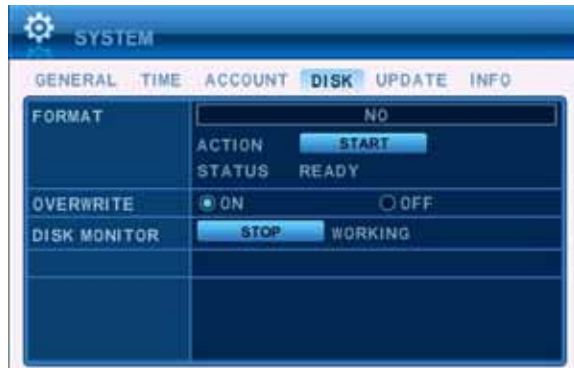 SYSTEM
GENERAL TIME ACCOUNT DISK UPDATE INFO
FORMAT NO
ACTION START
STATUS READY
OVERWRITE ON OFF
DISK MONITOR STOP WORKING